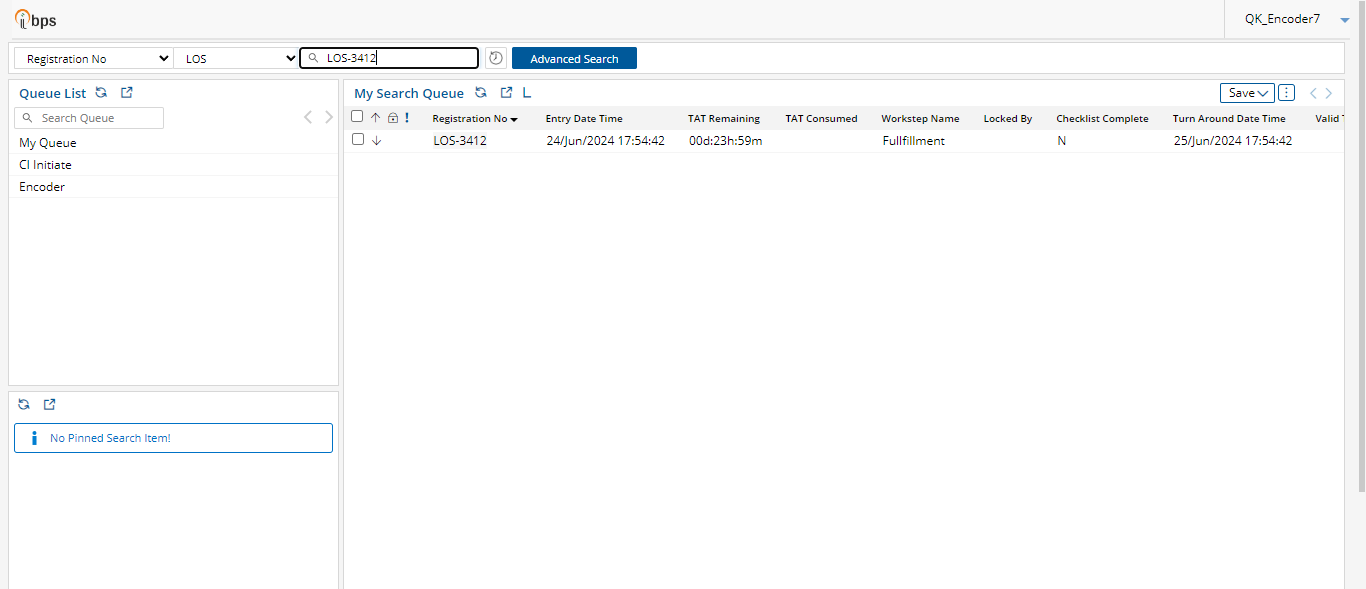 ibps
QK_Encoder7
Registration No LOS LOS-3412 Advanced Search
Queue List
Search Queue
My Queue
CI Initiate
Encoder
No Pinned Search Item!
My Search Queue L Save
Registration No Entry Date Time TAT Remaining TAT Consumed Workstep Name Locked By Checklist Complete Turn Around Date Time Valid T
LOS-3412 24/Jun/2024 17:54:42 00d:23h:59m Fullfillment N 25/Jun/2024 17:54:42